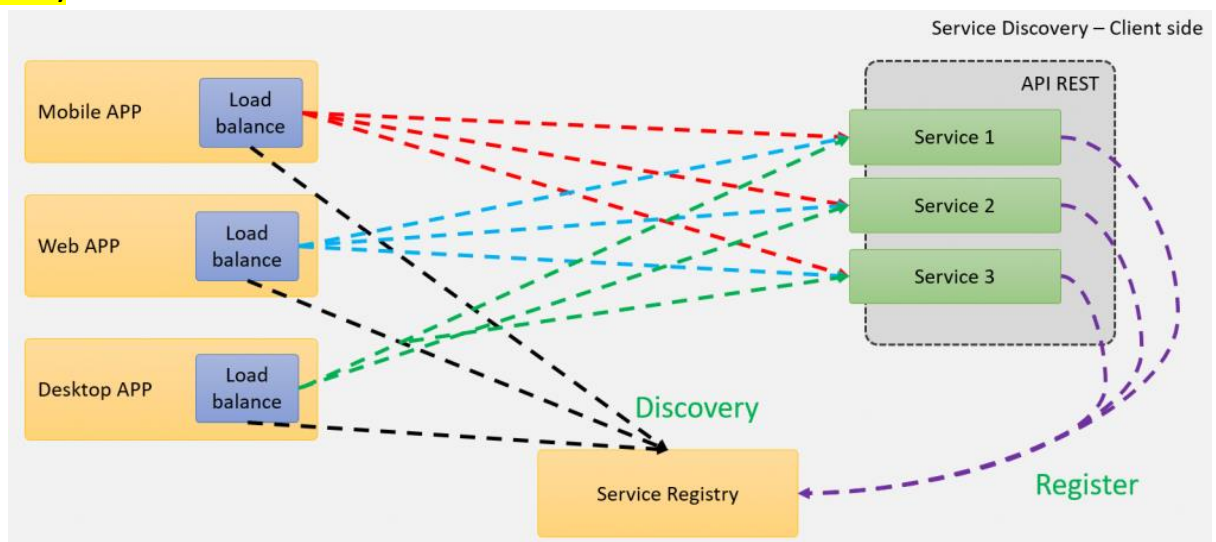 Service Discovery – Client side
API REST
Mobile APP
Load
balance
Service 1
Service 2
Web APP
Load
balance
Service 3
Desktop APP
Load
balance
Discovery
Service Registry
Register